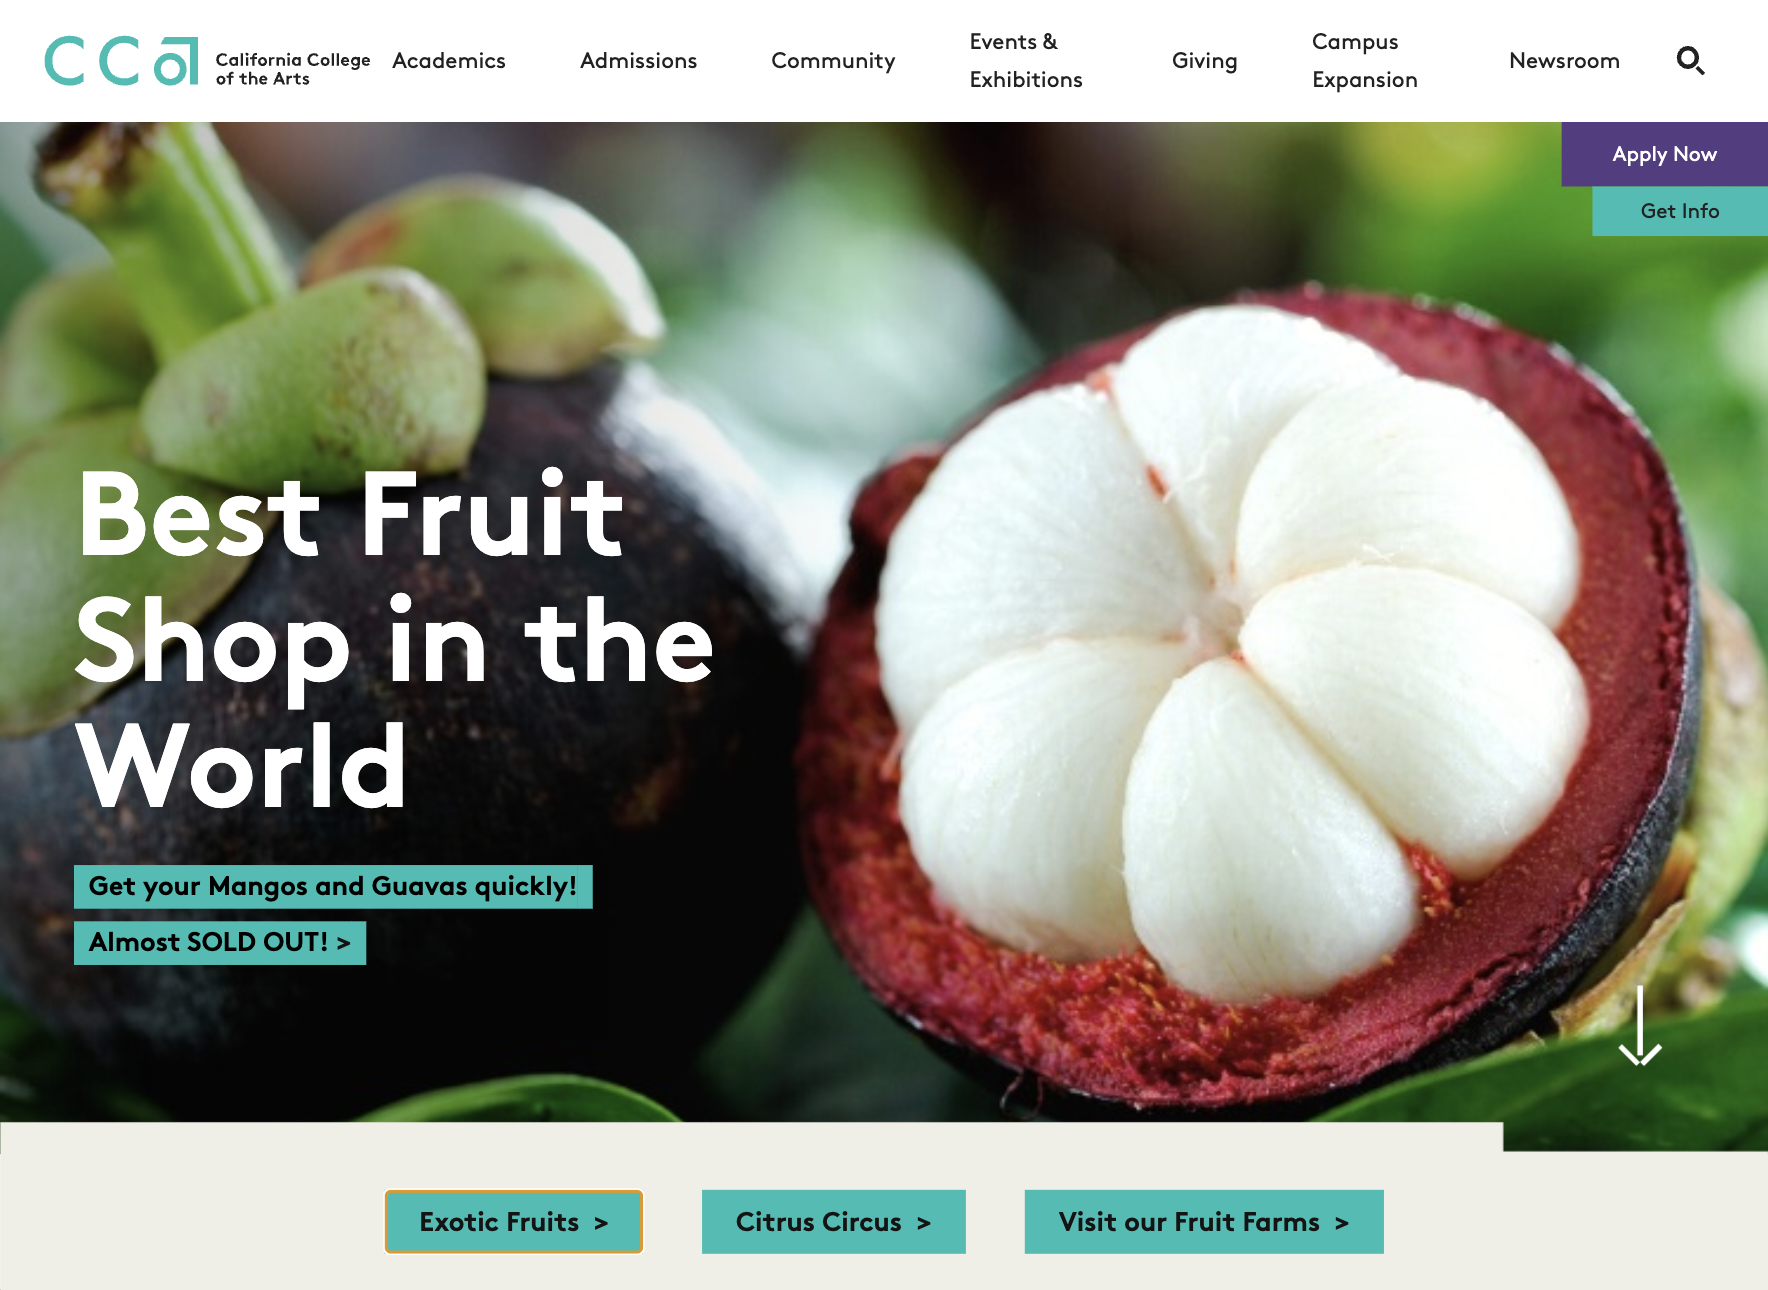 CCa
California College
of the Arts
Academics
Admissions
Community
Events &
Exhibitions
Giving
Campus
Expansion
Newsroom
Apply Now
Get Info
Best Fruit
Shop in the
World
Get your Mangos and Guavas quickly!
Almost SOLD OUT! >
Exotic Fruits >
Citrus Circus >
Visit our Fruit Farms >